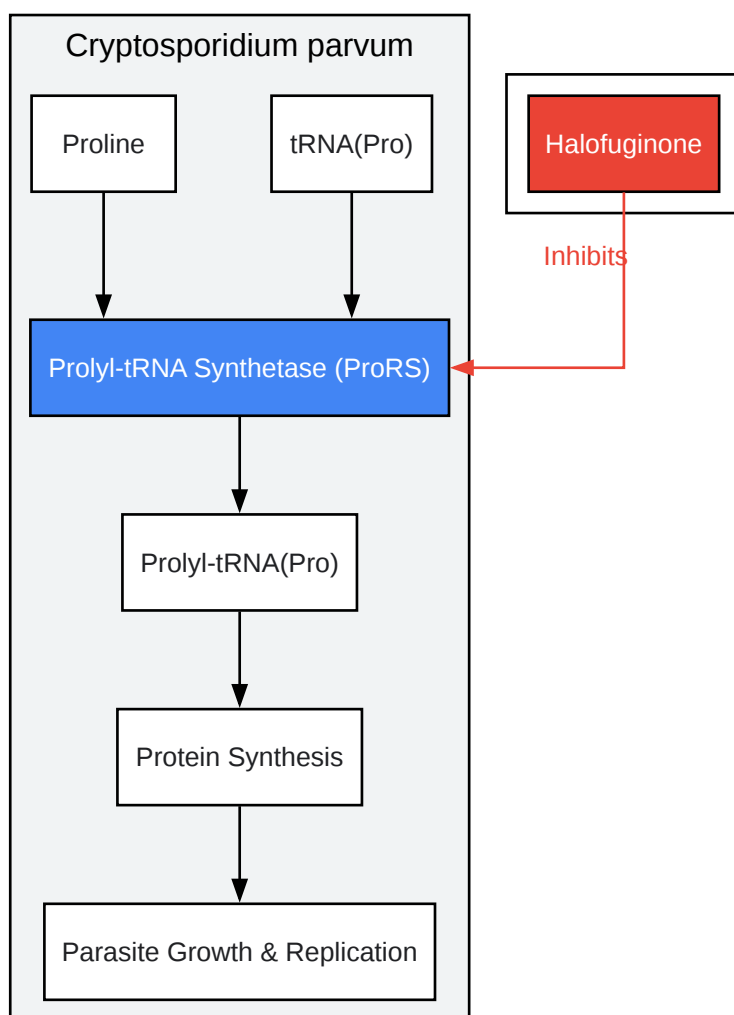 Cryptosporidium parvum
Proline
tRNA(Pro)
Halofuginone
Inhibits
Prolyl-tRNA Synthetase (ProRS)
Prolyl-tRNA(Pro)
Protein Synthesis
Parasite Growth & Replication